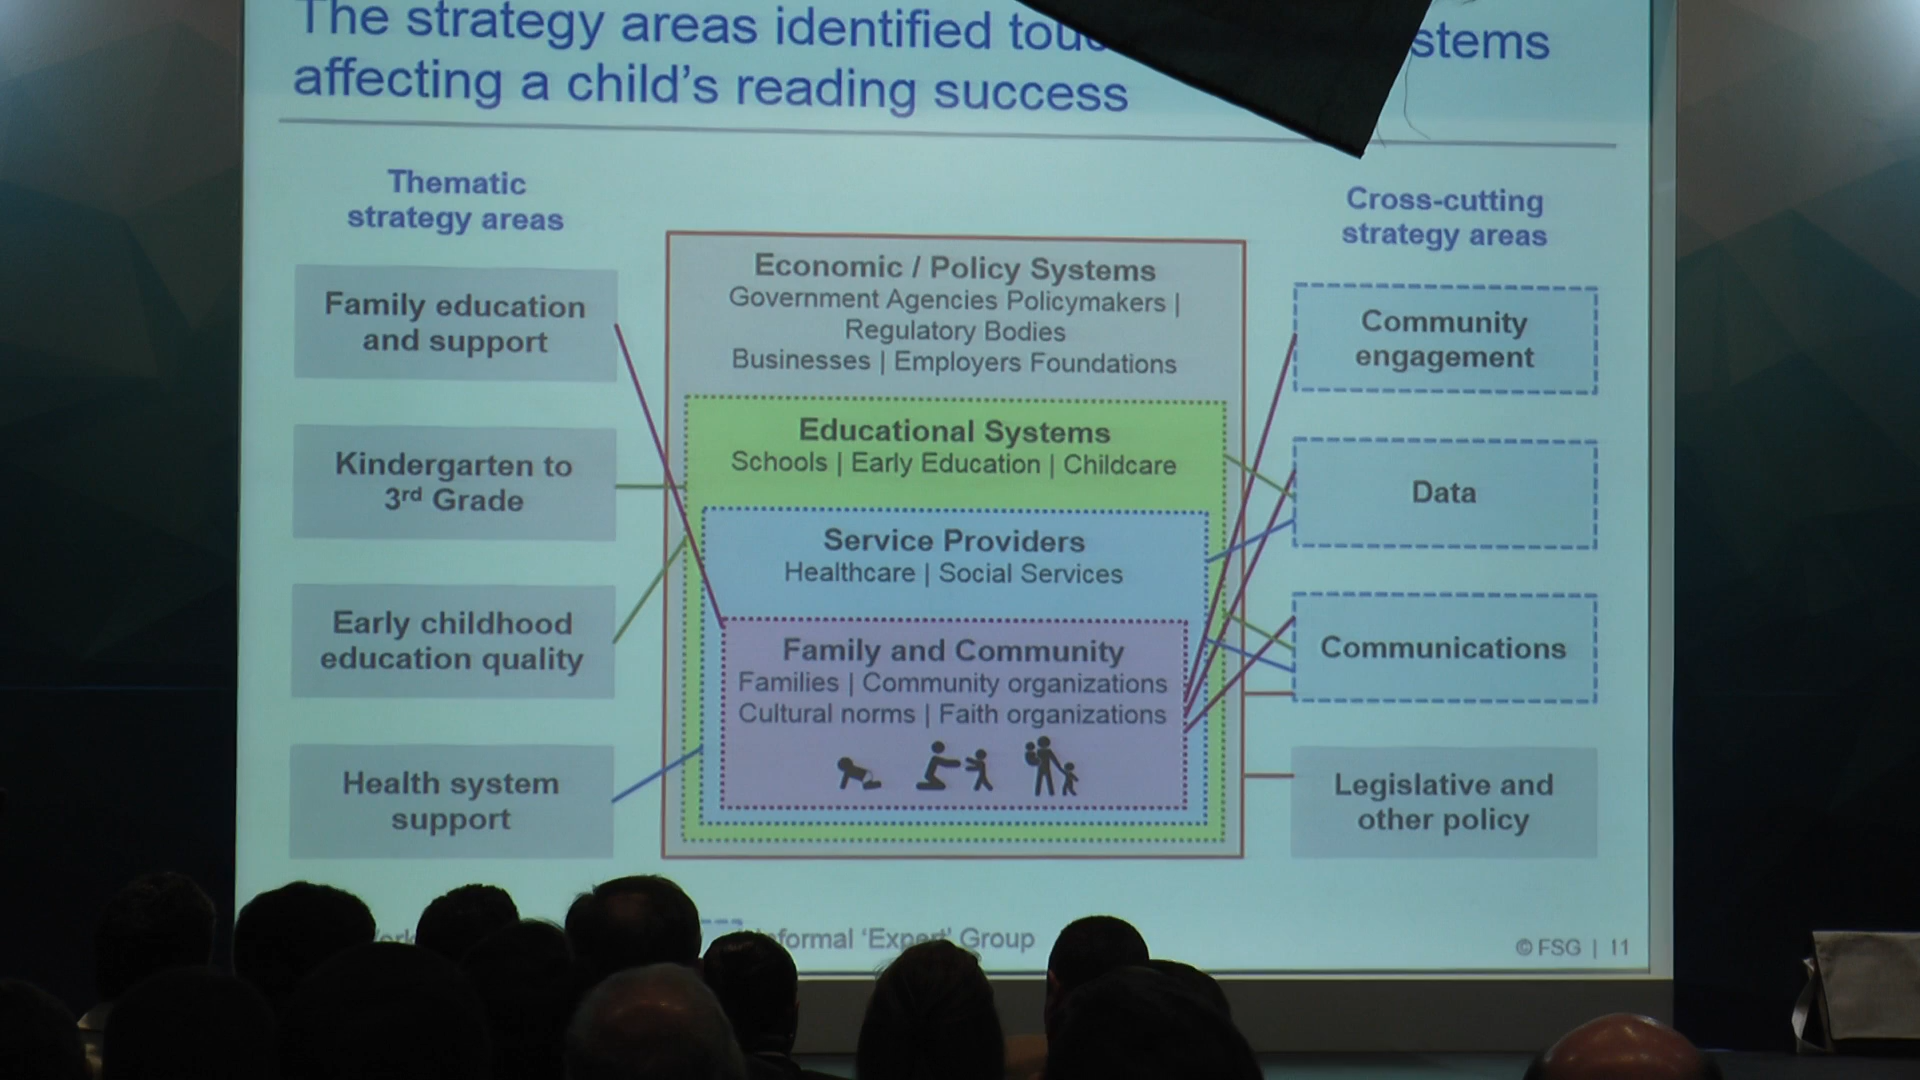 The strategy areas identified
affecting a child's reading success
Thematic
strategy areas
Family education
and support
Kindergarten to
3rd Grade
Early childhood
education quality
Health system
support
Economic / Policy Systems
Government Agencies Policymakers |
Regulatory Bodies
Businesses | Employers Foundations
Educational Systems
Schools | Early Education | Childcare
Service Providers
Healthcare | Social Services
Family and Community
Families | Community organizations
Cultural norms | Faith organizations
Cross-cutting
strategy areas
Community
engagement
Data
Communications
Legislative and
other policy
'Expert' Group
© FSG | 11